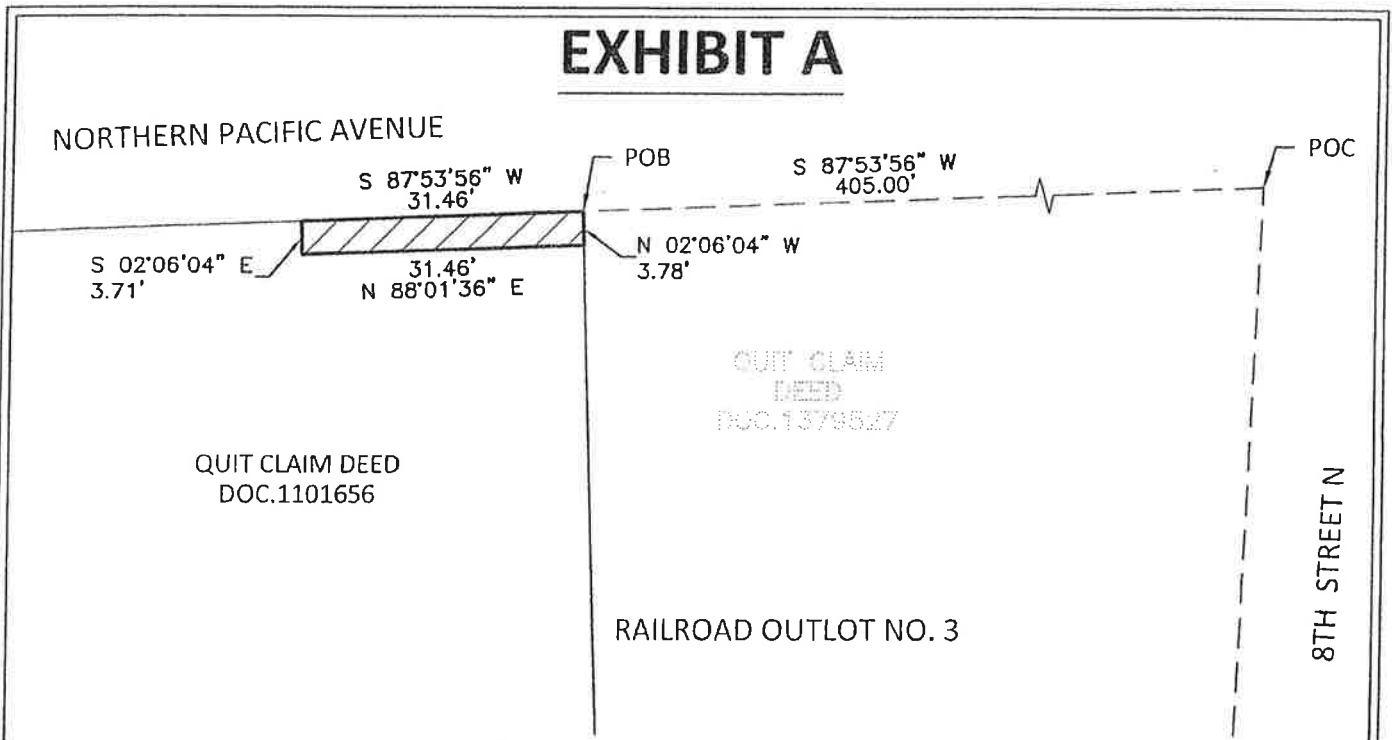 EXHIBIT A
NORTHERN PACIFIC AVENUE
S 87°53'56" W
31.46'
POB
S 87°53'56" W
405.00'
POC
S 02°06'04" E
3.71'
31.46'
N 88°01'36" E
N 02°06'04" W
3.78'
QUIT CLAIM
DEED
DOC.1379527
QUIT CLAIM DEED
DOC.1101656
RAILROAD OUTLOT NO. 3
8TH STREET N